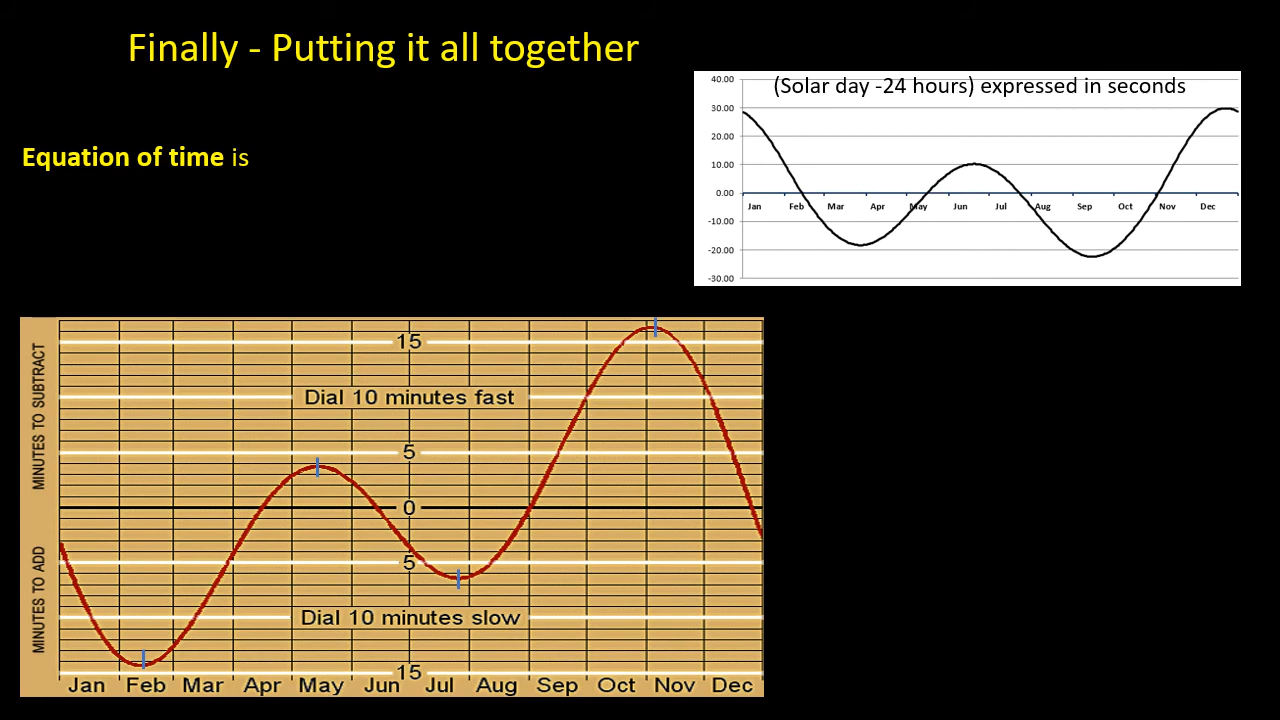 Finally - Putting it all together
(Solar day -24 hours) expressed in seconds
40.00
30.00
20.00
10.00
0.00
-10.00
-20.00
-30.00
Jan Feb Mar Apr May Jun Jul Aug Sep Oct Nov Dec
Equation of time is
MINUTES TO SUBTRACT
MINUTES TO ADD
15
Dial 10 minutes fast
5
0
5
Dial 10 minutes slow
15
Jan Feb Mar Apr May Jun Jul Aug Sep Oct Nov Dec